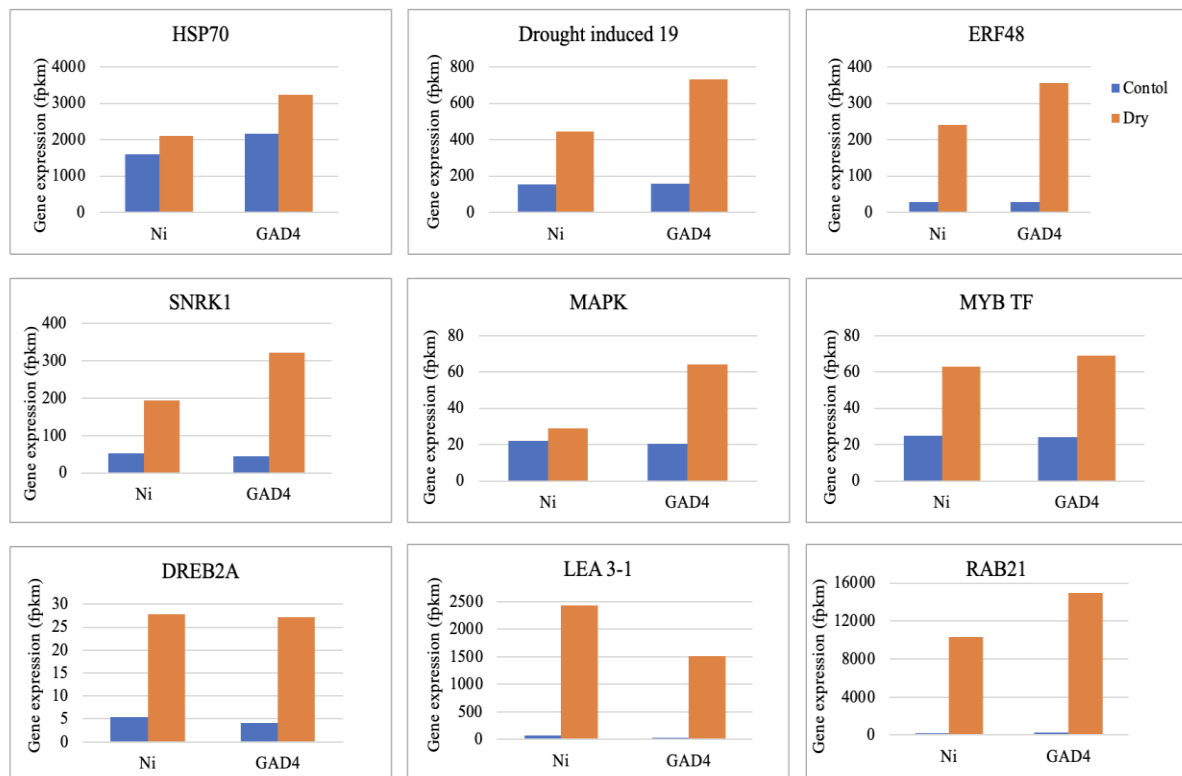 HSP70
Gene expression (fpkm)
4000
3000
2000
1000
0
Ni
GAD4
Drought induced 19
Gene expression (fpkm)
800
600
400
200
0
Ni
GAD4
ERF48
Gene expression (fpkm)
400
300
200
100
0
Ni
GAD4
Contol
Dry
SNRK1
Gene expression (fpkm)
400
300
200
100
0
Ni
GAD4
MAPK
Gene expression (fpkm)
80
60
40
20
0
Ni
GAD4
MYB TF
Gene expression (fpkm)
80
60
40
20
0
Ni
GAD4
DREB2A
Gene expression (fpkm)
30
25
20
15
10
5
0
Ni
GAD4
LEA 3-1
Gene expression (fpkm)
2500
2000
1500
1000
500
0
Ni
GAD4
RAB21
Gene expression (fpkm)
16000
12000
8000
4000
0
Ni
GAD4